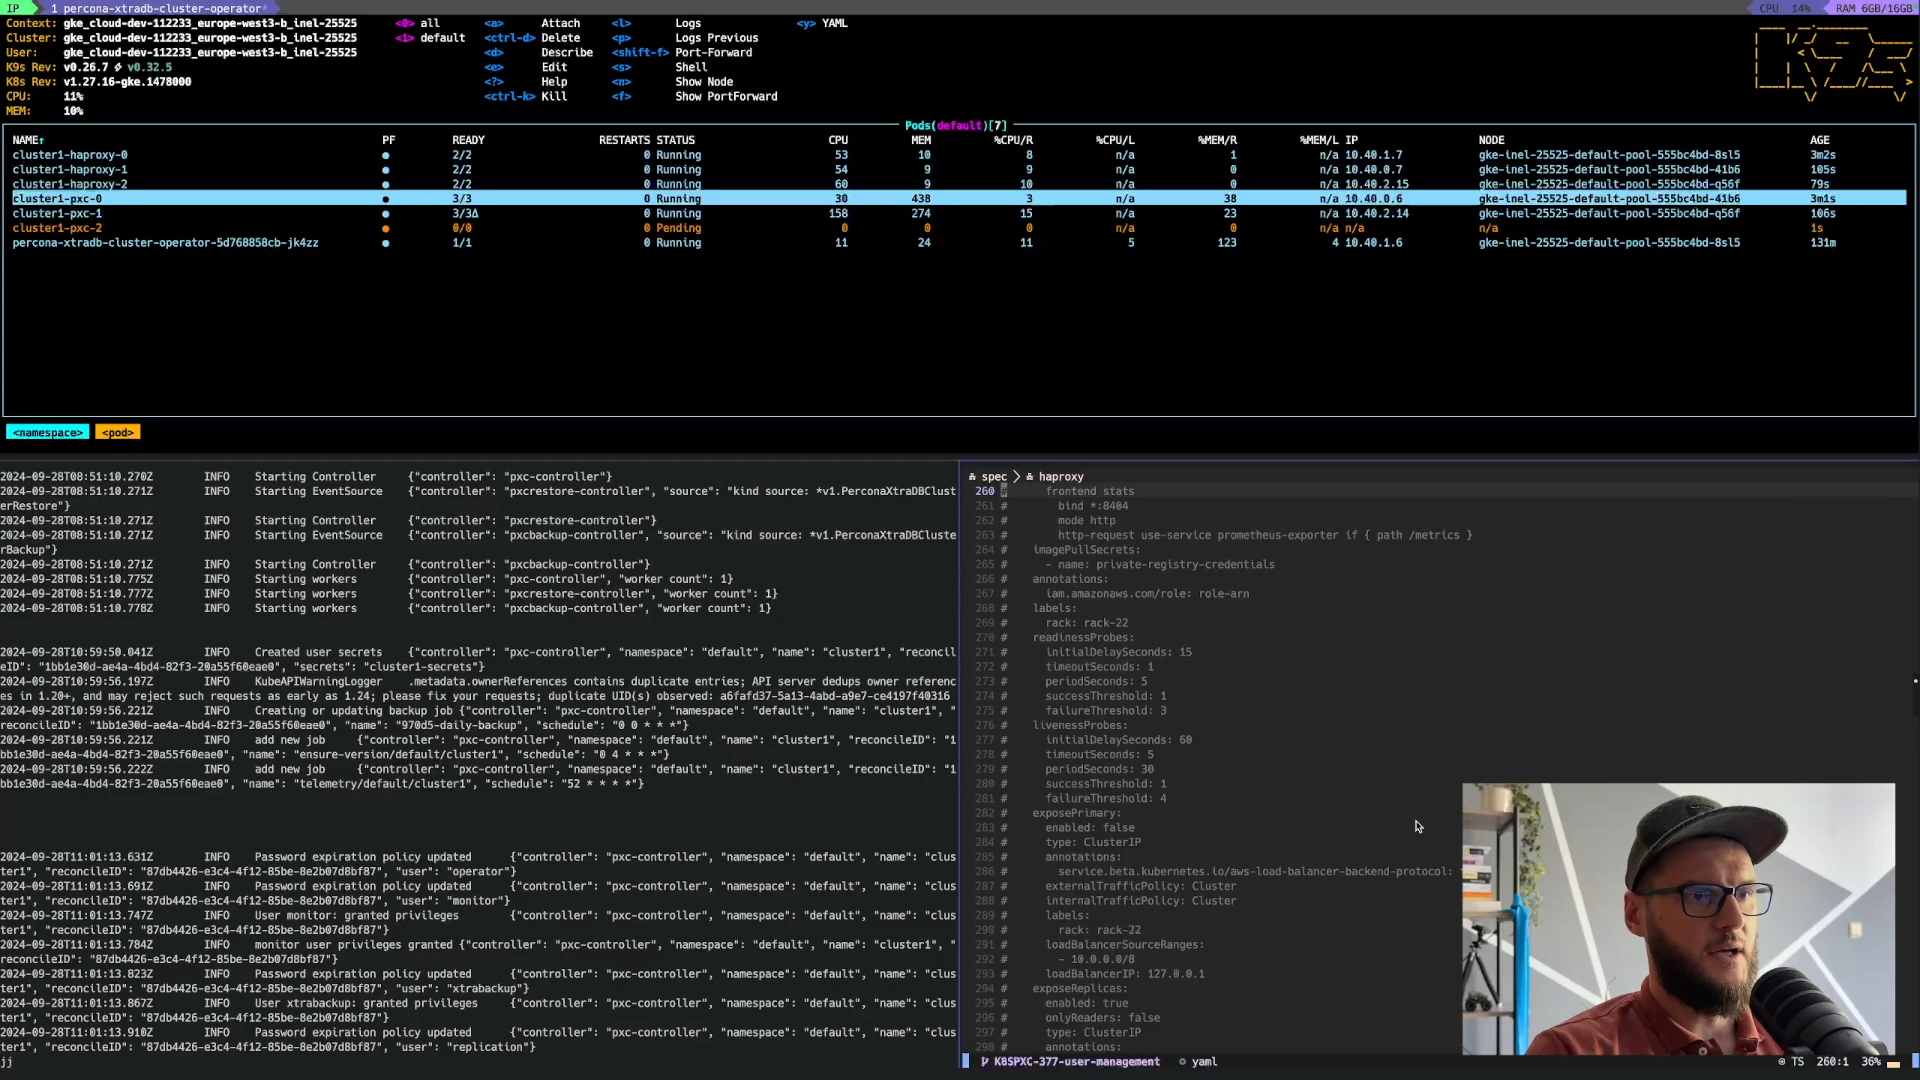 IP 1 percona-xtradb-cluster-operator* CPU 14% RAM 6GB/16GB
Context: gke_cloud-dev-112233_europe-west3-b_inel-25525 <0> all <a> Attach <l> Logs <y> YAML
Cluster: gke_cloud-dev-112233_europe-west3-b_inel-25525 <1> default <ctrl-d> Delete <p> Logs Previous
User: gke_cloud-dev-112233_europe-west3-b_inel-25525 <d> Describe <shift-f> Port-Forward
K9s Rev: v0.26.7 ⚡ v0.32.5 <e> Edit <s> Shell
K8s Rev: v1.27.16-gke.1478000 <?> Help <n> Show Node
CPU: 11% <ctrl-k> Kill <f> Show PortForward
MEM: 10%
Pods(default)[7]
NAME↑ PF READY RESTARTS STATUS CPU MEM %CPU/R %CPU/L %MEM/R %MEM/L IP NODE AGE
cluster1-haproxy-0 ● 2/2 0 Running 53 10 8 n/a 1 n/a 10.40.1.7 gke-inel-25525-default-pool-555bc4bd-8sl5 3m2s
cluster1-haproxy-1 ● 2/2 0 Running 54 9 9 n/a 0 n/a 10.40.0.7 gke-inel-25525-default-pool-555bc4bd-41b6 105s
cluster1-haproxy-2 ● 2/2 0 Running 60 9 10 n/a 0 n/a 10.40.2.15 gke-inel-25525-default-pool-555bc4bd-q56f 79s
cluster1-pxc-0 ● 3/3 0 Running 30 438 3 n/a 38 n/a 10.40.0.6 gke-inel-25525-default-pool-555bc4bd-41b6 3m1s
cluster1-pxc-1 ● 3/3Δ 0 Running 158 274 15 n/a 23 n/a 10.40.2.14 gke-inel-25525-default-pool-555bc4bd-q56f 106s
cluster1-pxc-2 ● 0/0 0 Pending 0 0 0 n/a 0 n/a n/a n/a 1s
percona-xtradb-cluster-operator-5d768858cb-jk4zz ● 1/1 0 Running 11 24 11 5 123 4 10.40.1.6 gke-inel-25525-default-pool-555bc4bd-8sl5 131m
<namespace> <pod>
2024-09-28T08:51:10.270Z INFO Starting Controller {"controller": "pxc-controller"}
2024-09-28T08:51:10.271Z INFO Starting EventSource {"controller": "pxcrestore-controller", "source": "kind source: *v1.PerconaXtraDBClust
erRestore"}
2024-09-28T08:51:10.271Z INFO Starting Controller {"controller": "pxcrestore-controller"}
2024-09-28T08:51:10.271Z INFO Starting EventSource {"controller": "pxcbackup-controller", "source": "kind source: *v1.PerconaXtraDBCluste
rBackup"}
2024-09-28T08:51:10.271Z INFO Starting Controller {"controller": "pxcbackup-controller"}
2024-09-28T08:51:10.775Z INFO Starting workers {"controller": "pxc-controller", "worker count": 1}
2024-09-28T08:51:10.777Z INFO Starting workers {"controller": "pxcrestore-controller", "worker count": 1}
2024-09-28T08:51:10.778Z INFO Starting workers {"controller": "pxcbackup-controller", "worker count": 1}
2024-09-28T10:59:50.041Z INFO Created user secrets {"controller": "pxc-controller", "namespace": "default", "name": "cluster1", "reconcil
eID": "1bb1e30d-ae4a-4bd4-82f3-20a55f60eae0", "secrets": "cluster1-secrets"}
2024-09-28T10:59:56.197Z INFO KubeAPIWarningLogger .metadata.ownerReferences contains duplicate entries; API server dedups owner referenc
es in 1.20+, and may reject such requests as early as 1.24; please fix your requests; duplicate UID(s) observed: a6fafd37-5a13-4abd-a9e7-ce4197f40316
2024-09-28T10:59:56.221Z INFO Creating or updating backup job {"controller": "pxc-controller", "namespace": "default", "name": "cluster1", "
reconcileID": "1bb1e30d-ae4a-4bd4-82f3-20a55f60eae0", "name": "970d5-daily-backup", "schedule": "0 0 * * *"}
2024-09-28T10:59:56.221Z INFO add new job {"controller": "pxc-controller", "namespace": "default", "name": "cluster1", "reconcileID": "1
bb1e30d-ae4a-4bd4-82f3-20a55f60eae0", "name": "ensure-version/default/cluster1", "schedule": "0 4 * * *"}
2024-09-28T10:59:56.222Z INFO add new job {"controller": "pxc-controller", "namespace": "default", "name": "cluster1", "reconcileID": "1
bb1e30d-ae4a-4bd4-82f3-20a55f60eae0", "name": "telemetry/default/cluster1", "schedule": "52 * * * *"}
2024-09-28T11:01:13.631Z INFO Password expiration policy updated {"controller": "pxc-controller", "namespace": "default", "name": "clus
ter1", "reconcileID": "87db4426-e3c4-4f12-85be-8e2b07d8bf87", "user": "operator"}
2024-09-28T11:01:13.691Z INFO Password expiration policy updated {"controller": "pxc-controller", "namespace": "default", "name": "clus
ter1", "reconcileID": "87db4426-e3c4-4f12-85be-8e2b07d8bf87", "user": "monitor"}
2024-09-28T11:01:13.747Z INFO User monitor: granted privileges {"controller": "pxc-controller", "namespace": "default", "name": "clus
ter1", "reconcileID": "87db4426-e3c4-4f12-85be-8e2b07d8bf87"}
2024-09-28T11:01:13.784Z INFO monitor user privileges granted {"controller": "pxc-controller", "namespace": "default", "name": "cluster1", "
reconcileID": "87db4426-e3c4-4f12-85be-8e2b07d8bf87"}
2024-09-28T11:01:13.823Z INFO Password expiration policy updated {"controller": "pxc-controller", "namespace": "default", "name": "clus
ter1", "reconcileID": "87db4426-e3c4-4f12-85be-8e2b07d8bf87", "user": "xtrabackup"}
2024-09-28T11:01:13.867Z INFO User xtrabackup: granted privileges {"controller": "pxc-controller", "namespace": "default", "name": "clus
ter1", "reconcileID": "87db4426-e3c4-4f12-85be-8e2b07d8bf87"}
2024-09-28T11:01:13.910Z INFO Password expiration policy updated {"controller": "pxc-controller", "namespace": "default", "name": "clus
ter1", "reconcileID": "87db4426-e3c4-4f12-85be-8e2b07d8bf87", "user": "replication"}
jj
spec > haproxy
260 # frontend stats
261 # bind *:8404
262 # mode http
263 # http-request use-service prometheus-exporter if { path /metrics }
264 # imagePullSecrets:
265 # - name: private-registry-credentials
266 # annotations:
267 # iam.amazonaws.com/role: role-arn
268 # labels:
269 # rack: rack-22
270 # readinessProbes:
271 # initialDelaySeconds: 15
272 # timeoutSeconds: 1
273 # periodSeconds: 5
274 # successThreshold: 1
275 # failureThreshold: 3
276 # livenessProbes:
277 # initialDelaySeconds: 60
278 # timeoutSeconds: 5
279 # periodSeconds: 30
280 # successThreshold: 1
281 # failureThreshold: 4
282 # exposePrimary:
283 # enabled: false
284 # type: ClusterIP
285 # annotations:
286 # service.beta.kubernetes.io/aws-load-balancer-backend-protocol:
287 # externalTrafficPolicy: Cluster
288 # internalTrafficPolicy: Cluster
289 # labels:
290 # rack: rack-22
291 # loadBalancerSourceRanges:
292 # - 10.0.0.0/8
293 # loadBalancerIP: 127.0.0.1
294 # exposeReplicas:
295 # enabled: true
296 # onlyReaders: false
297 # type: ClusterIP
298 # annotations:
K8SPXC-377-user-management yaml TS 260:1 36%